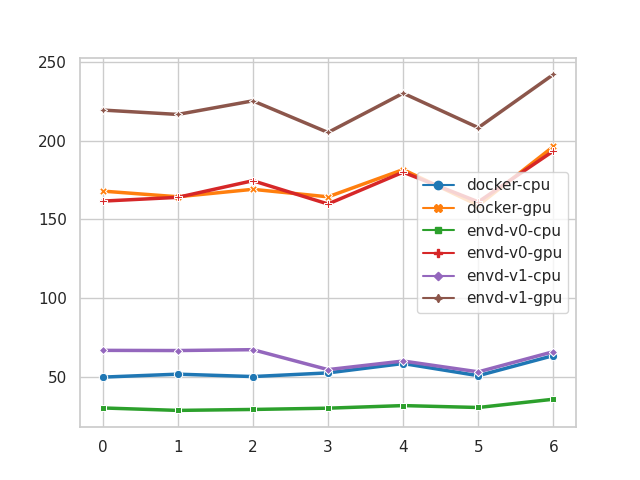 250
200
150
100
50
0 1 2 3 4 5 6
docker-cpu
docker-gpu
envd-v0-cpu
envd-v0-gpu
envd-v1-cpu
envd-v1-gpu